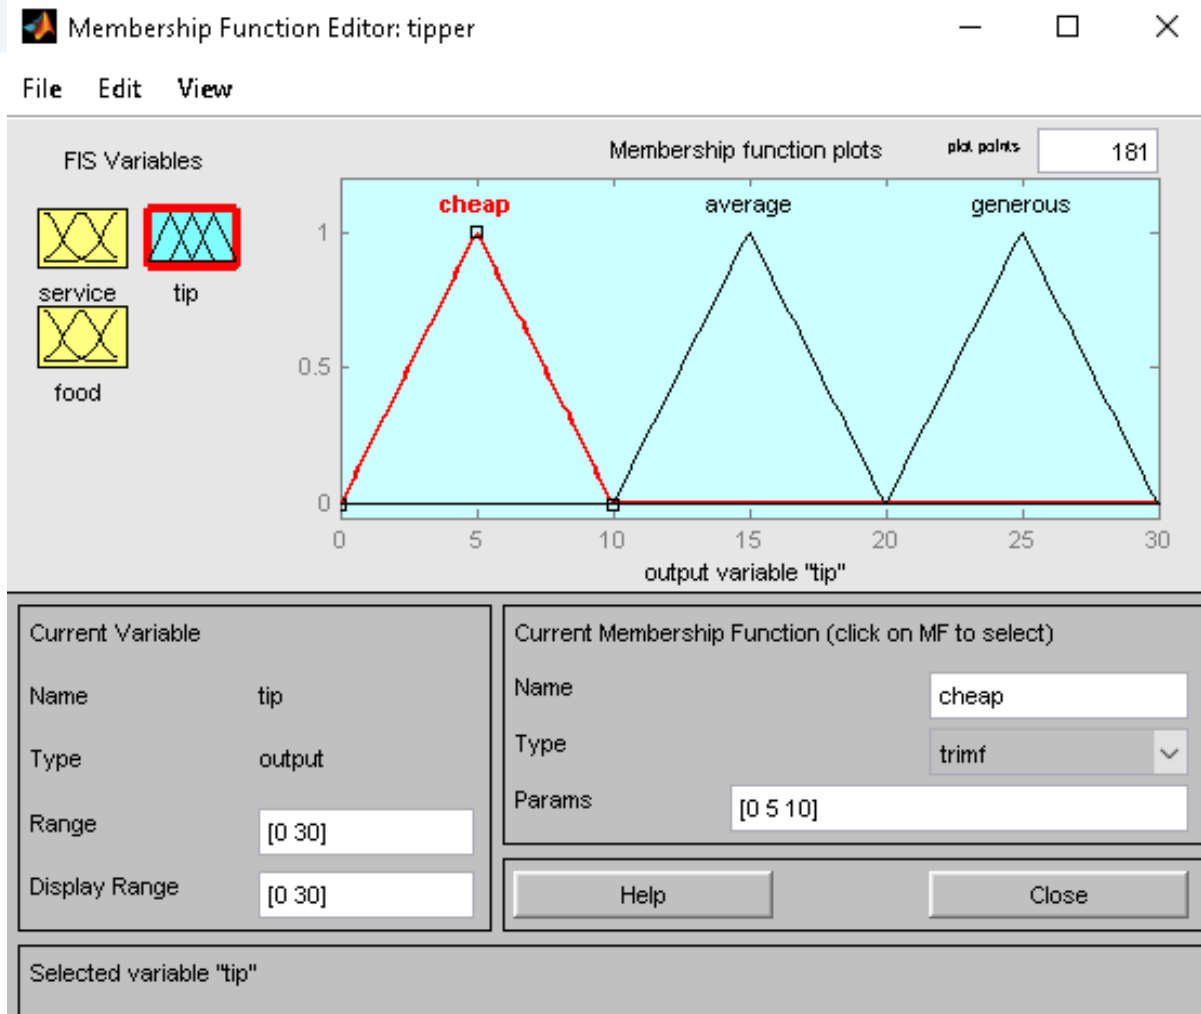 Membership Function Editor: tipper
File Edit View
FIS Variables
Membership function plots
plot points
181
service
tip
food
cheap
average
generous
1
0.5
0
0 5 10 15 20 25 30
output variable "tip"
Current Variable
Name tip
Type output
Range [0 30]
Display Range [0 30]
Current Membership Function (click on MF to select)
Name cheap
Type trimf
Params [0 5 10]
Help
Close
Selected variable "tip"